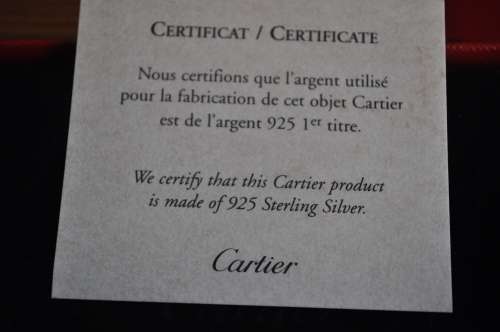 CERTIFICAT / CERTIFICATE
Nous certifions que l'argent utilisé
pour la fabrication de cet objet Cartier
est de l'argent 925 1er titre.
We certify that this Cartier product
is made of 925 Sterling Silver.
Cartier